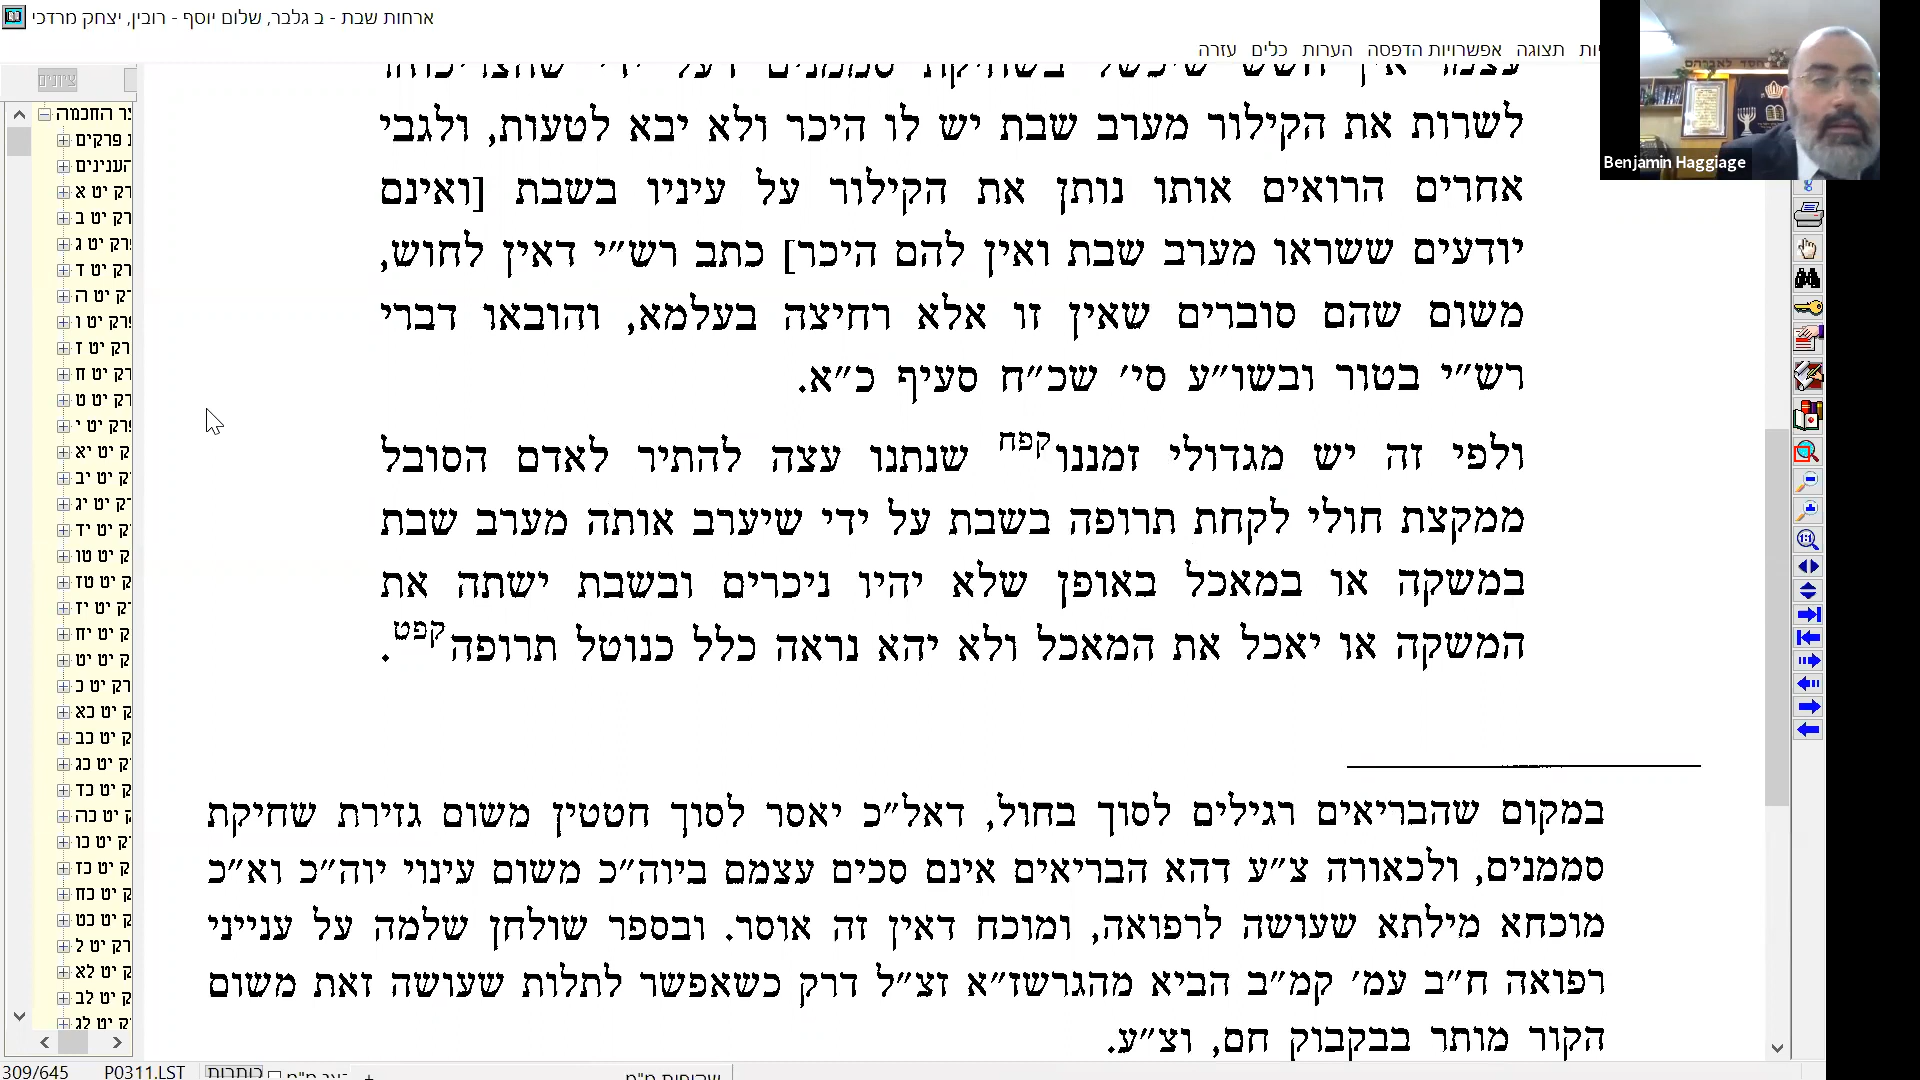 ארחות שבת - ב גלבר, שלום יוסף - רובין, יצחק מרדכי
תצוגה אפשרויות הדפסה הערות כלים עזרה
Benjamin Haggiage
ציונים
לשרות את הקילור מערב שבת יש לו היכר ולא יבא לטעות, ולגבי
אחרים הרואים אותו נותן את הקילור על עיניו בשבת [ואינם
יודעים ששראו מערב שבת ואין להם היכר] כתב רש״י דאין לחוש,
משום שהם סוברים שאין זו אלא רחיצה בעלמא, והובאו דברי
רש״י בטור ובשו״ע סי׳ שכ״ח סעיף כ״א.
ולפי זה יש מגדולי זמננוקפח שנתנו עצה להתיר לאדם הסובל
ממקצת חולי לקחת תרופה בשבת על ידי שיערב אותה מערב שבת
במשקה או במאכל באופן שלא יהיו ניכרים ובשבת ישתה את
המשקה או יאכל את המאכל ולא יהא נראה כלל כנוטל תרופהקפט.
במקום שהבריאים רגילים לסוך בחול, דאל״כ יאסר לסוך חטטין משום גזירת שחיקת
סממנים, ולכאורה צ״ע דהא הבריאים אינם סכים עצמם ביוה״כ משום עינוי יוה״כ וא״כ
מוכחא מילתא שעושה לרפואה, ומוכח דאין זה אוסר. ובספר שולחן שלמה על ענייני
רפואה ח״ב עמ׳ קמ״ב הביא מהגרשז״א זצ״ל דרק כשאפשר לתלות שעושה זאת משום
הקור מותר בבקבוק חם, וצ״ע.
309/645 P0311.LST כותרות